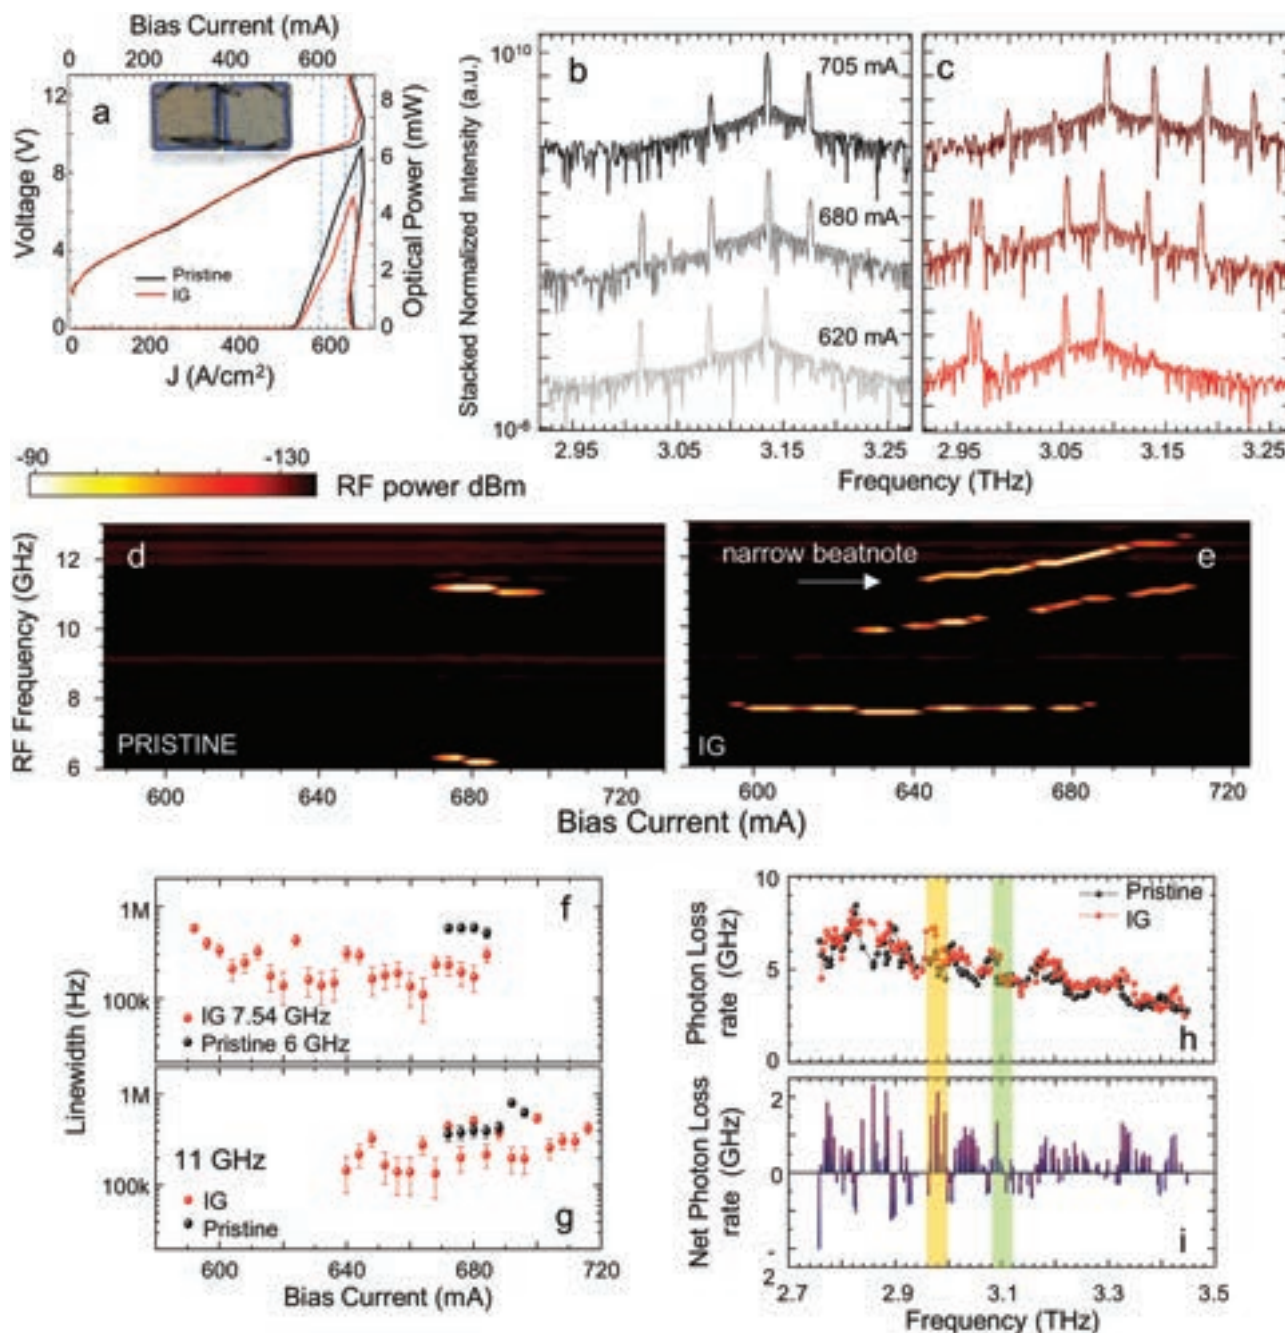 Bias Current (mA)
0 200 400 600
a
Voltage (V)
12
8
4
0
Optical Power (mW)
8
6
4
2
0
Pristine
IG
0 200 400 600
J (A/cm²)
Stacked Normalized Intensity (a.u.)
10¹⁰
b
705 mA
680 mA
620 mA
c
2.95 3.05 3.15 3.25
2.95 3.05 3.15 3.25
Frequency (THz)
-90 -130
RF power dBm
RF Frequency (GHz)
12
10
8
6
d
PRISTINE
narrow beatnote
e
IG
600 640 680 720
600 640 680 720
Bias Current (mA)
Linewidth (Hz)
1M
100k
f
IG 7.54 GHz
Pristine 6 GHz
1M
100k
11 GHz
IG
Pristine
g
600 640 680 720
Bias Current (mA)
Photon Loss
rate (GHz)
10
5
0
Pristine
IG
h
Net Photon Loss
rate (GHz)
2
0
-
2
i
2.7 2.9 3.1 3.3 3.5
Frequency (THz)